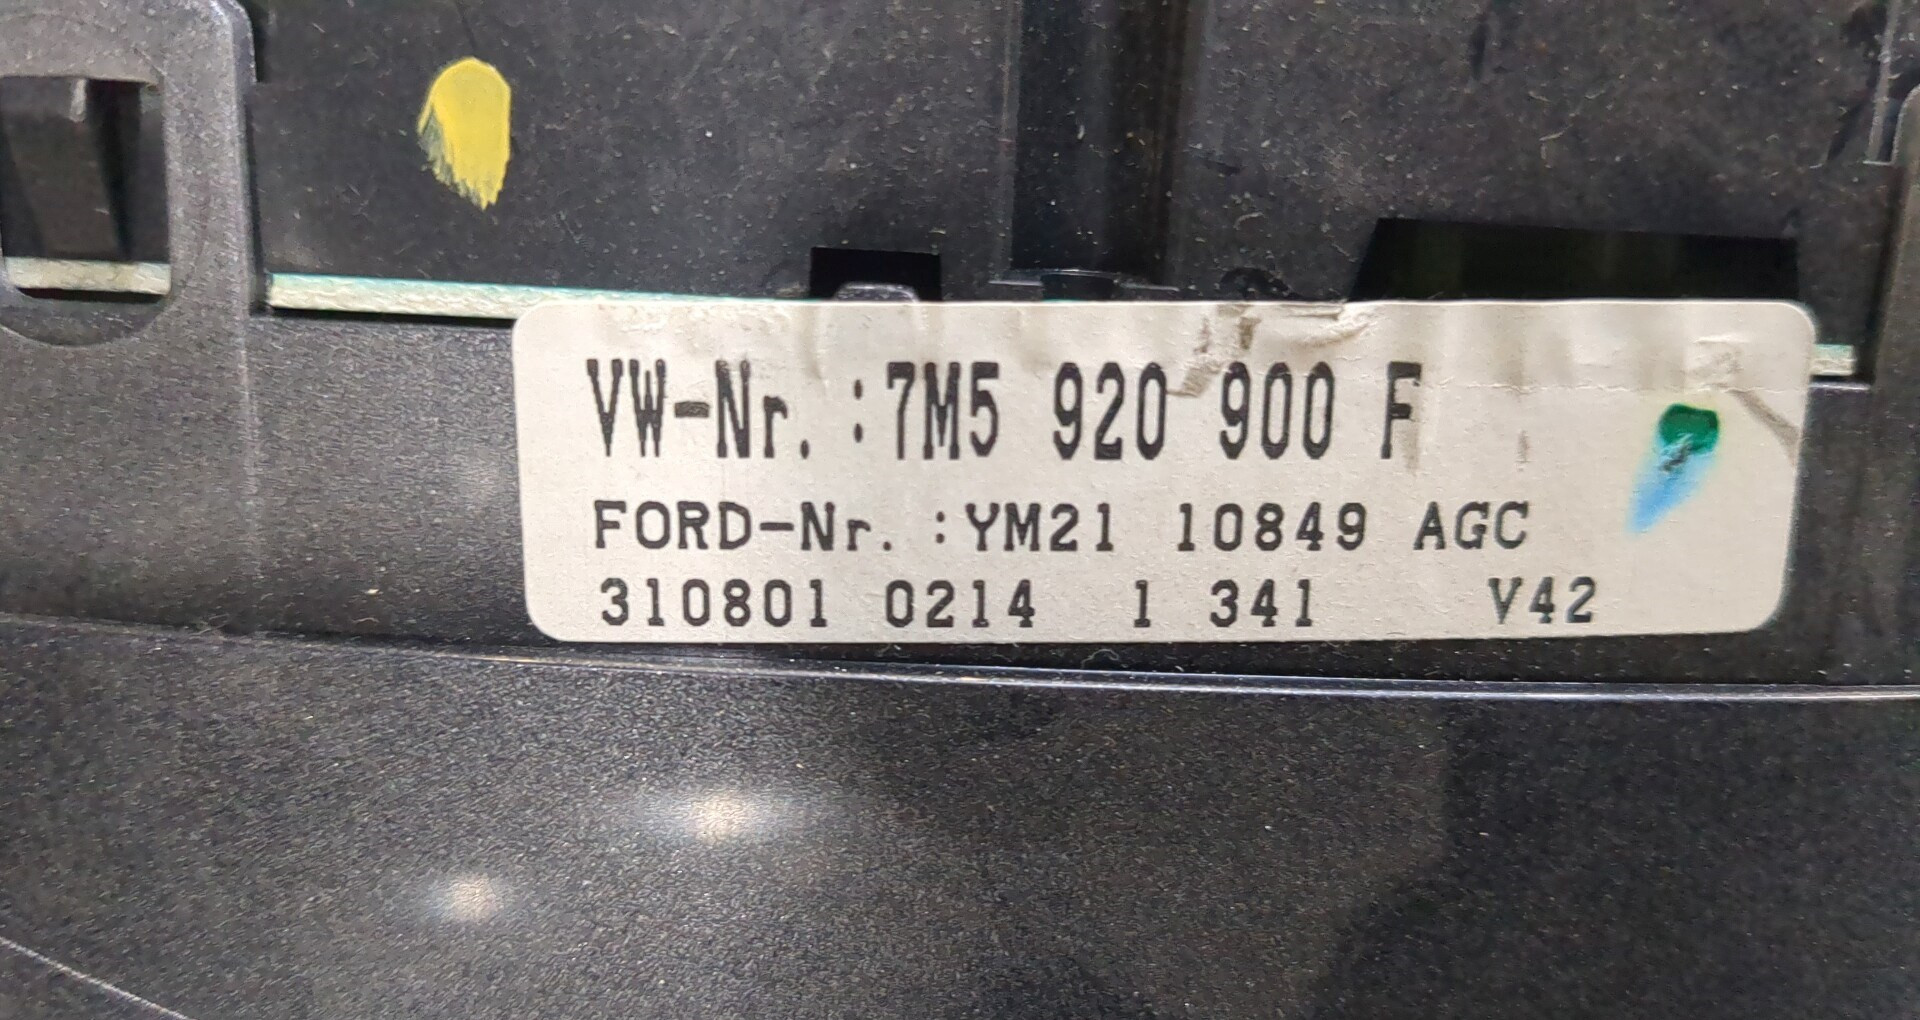 VW-Nr. :7M5 920 900 F
FORD-Nr. :YM21 10849 AGC
310801 0214 1 341 V42